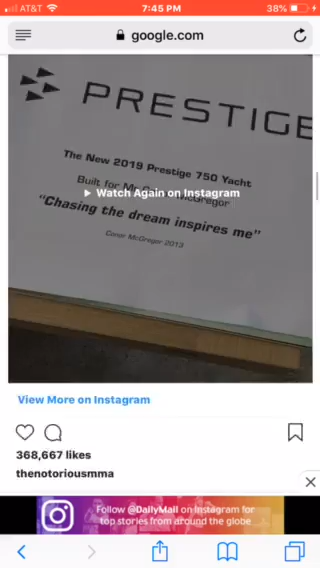 AT&T 7:45 PM 38%
google.com
PRESTIGE
The New 2019 Prestige 750 Yacht
Built for Mr. McGregor
Watch Again on Instagram
"Chasing the dream inspires me"
Conor McGregor 2013
View More on Instagram
368,667 likes
thenotoriousmma
Follow @DailyMail on Instagram for
top stories from around the globe